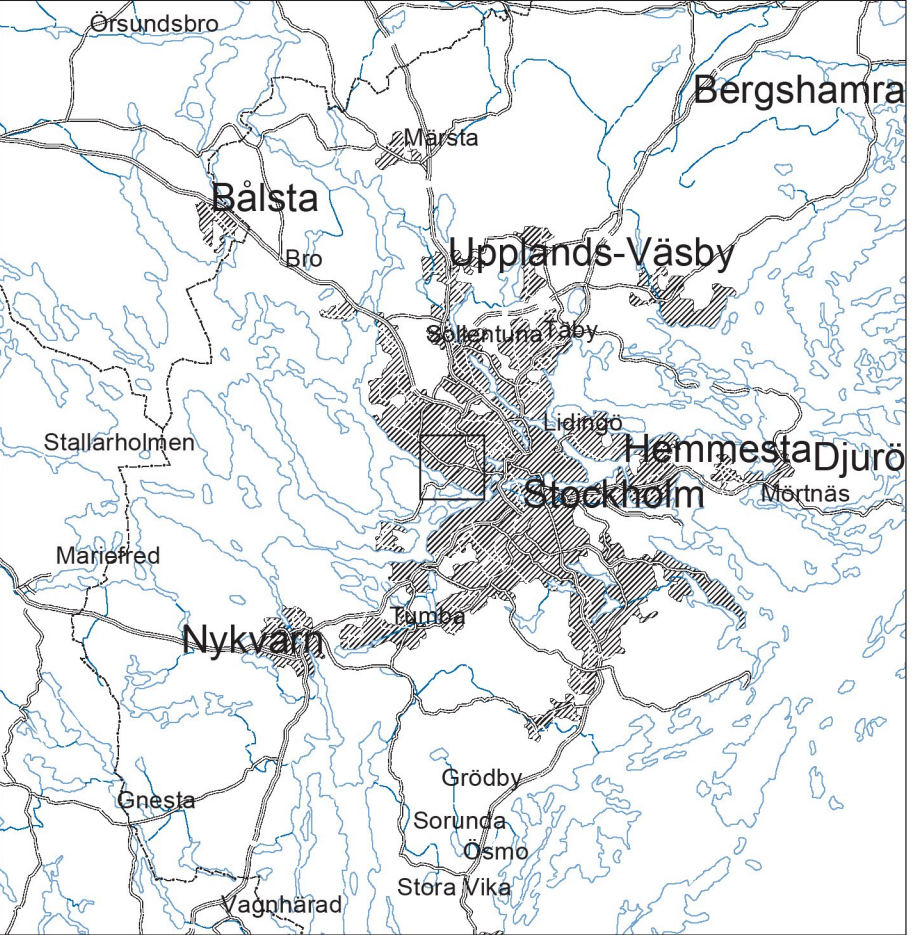 Örsundsbro
Bergshamra
Märsta
Bålsta
Upplands-Väsby
Bro
Sollentuna
Täby
Lidingö
Stallarholmen
Hemmesta
Djurö
Stockholm
Mörtnäs
Mariefred
Tumba
Nykvarn
Grödby
Gnesta
Sorunda
Ösmo
Stora Vika
Vagnhärad